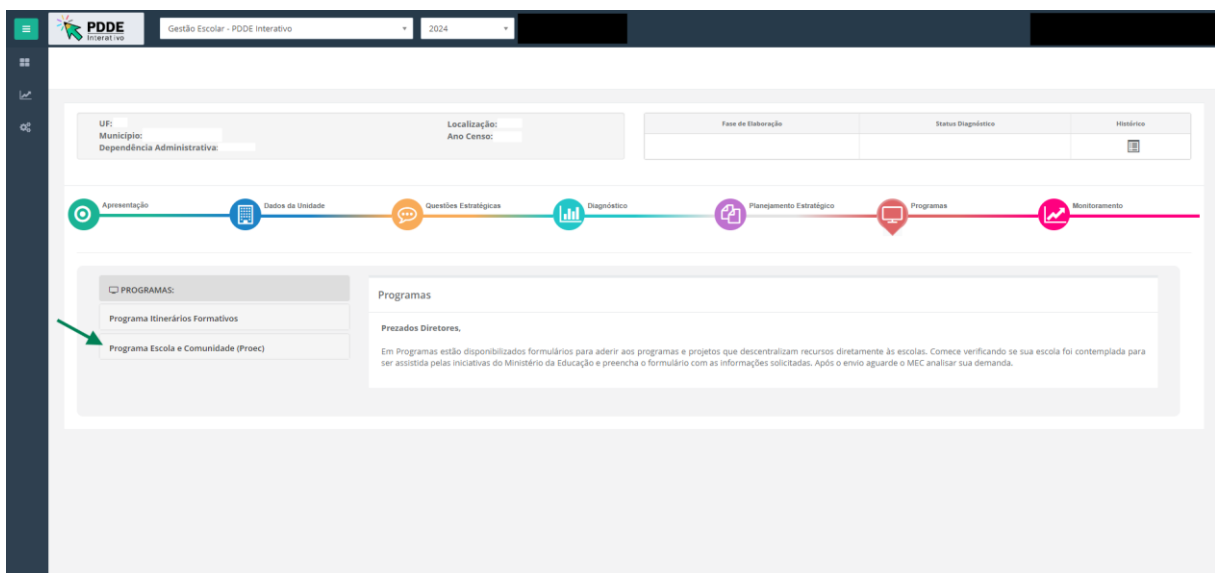 PDDE
Interativo
Gestão Escolar - PDDE Interativo
2024
UF:
Município:
Dependência Administrativa:
Localização:
Ano Censo:
Fase de Elaboração
Status Diagnóstico
Histórico
Apresentação
Dados da Unidade
Questões Estratégicas
Diagnóstico
Planejamento Estratégico
Programas
Monitoramento
PROGRAMAS:
Programa Itinerários Formativos
Programa Escola e Comunidade (Proec)
Programas
Prezados Diretores,
Em Programas estão disponibilizados formulários para aderir aos programas e projetos que descentralizam recursos diretamente às escolas. Comece verificando se sua escola foi contemplada para
ser assistida pelas iniciativas do Ministério da Educação e preencha o formulário com as informações solicitadas. Após o envio aguarde o MEC analisar sua demanda.